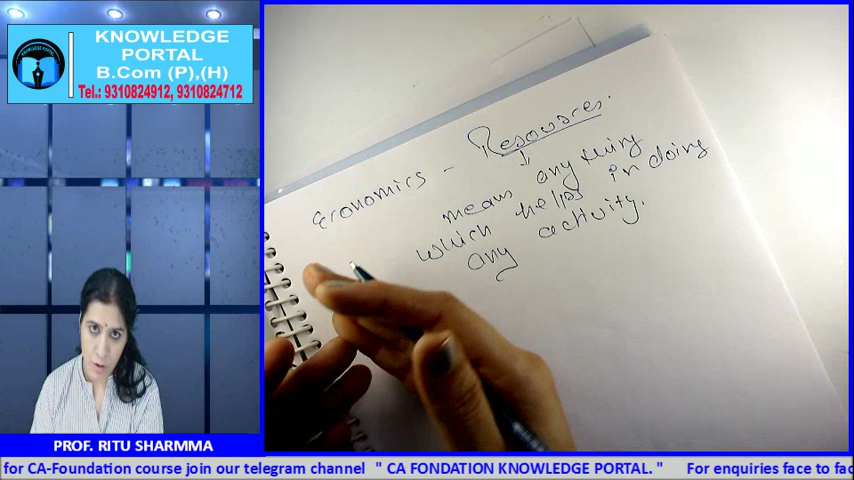 KNOWLEDGE
PORTAL
B.Com (P),(H)
Tel.: 9310824912, 9310824712
Economics - Resources.
means any thing
which helps in doing
any activity.
PROF. RITU SHARMMA
for CA-Foundation course join our telegram channel " CA FONDATION KNOWLEDGE PORTAL. " For enquiries face to fac